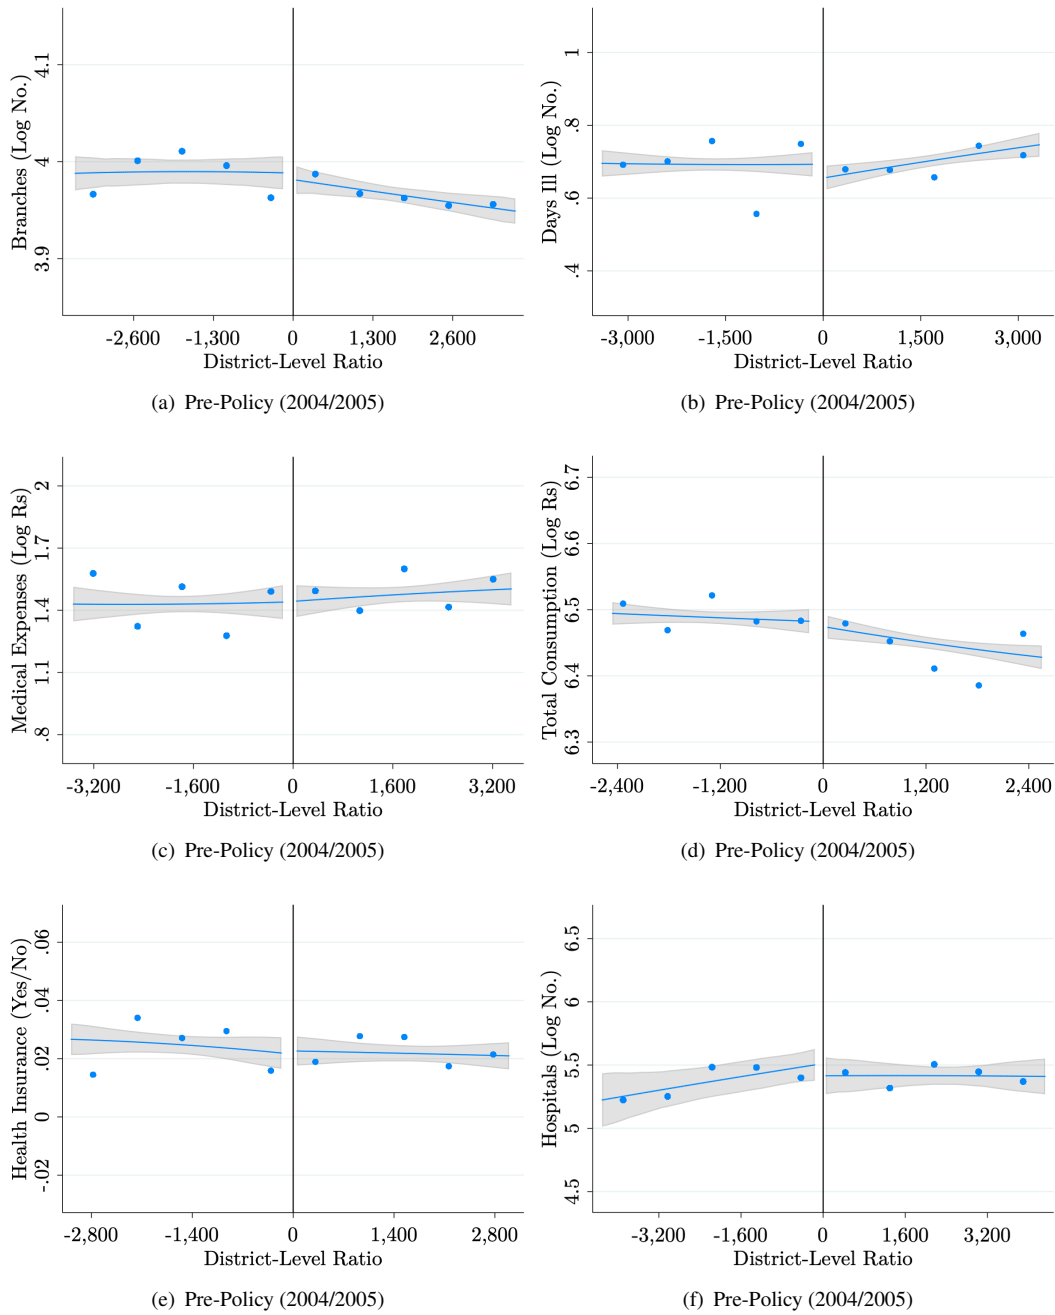 4.1
4
3.9
Branches (Log No.)
-2,600 -1,300 0 1,300 2,600
District-Level Ratio
(a) Pre-Policy (2004/2005)
1
.8
.6
.4
Days Ill (Log No.)
-3,000 -1,500 0 1,500 3,000
District-Level Ratio
(b) Pre-Policy (2004/2005)
2
1.7
1.4
1.1
.8
Medical Expenses (Log Rs)
-3,200 -1,600 0 1,600 3,200
District-Level Ratio
(c) Pre-Policy (2004/2005)
6.7
6.6
6.5
6.4
6.3
Total Consumption (Log Rs)
-2,400 -1,200 0 1,200 2,400
District-Level Ratio
(d) Pre-Policy (2004/2005)
.06
.04
.02
0
-.02
Health Insurance (Yes/No)
-2,800 -1,400 0 1,400 2,800
District-Level Ratio
(e) Pre-Policy (2004/2005)
6.5
6
5.5
5
4.5
Hospitals (Log No.)
-3,200 -1,600 0 1,600 3,200
District-Level Ratio
(f) Pre-Policy (2004/2005)